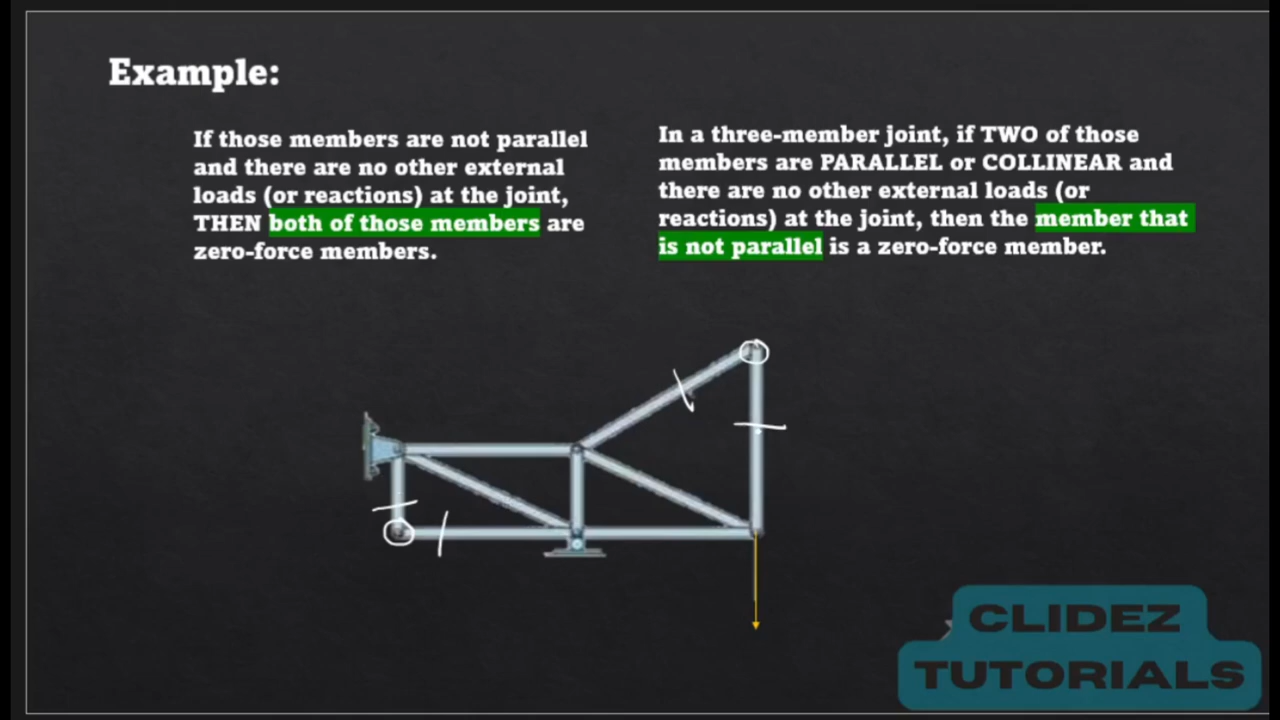 Example:
If those members are not parallel
and there are no other external
loads (or reactions) at the joint,
THEN both of those members are
zero-force members.
In a three-member joint, if TWO of those
members are PARALLEL or COLLINEAR and
there are no other external loads (or
reactions) at the joint, then the member that
is not parallel is a zero-force member.
CLIDEZ
TUTORIALS